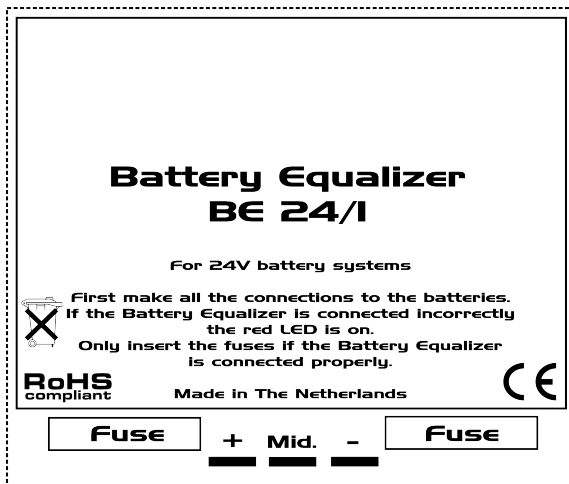 Battery Equalizer
BE 24/1
For 24V battery systems
First make all the connections to the batteries.
If the Battery Equalizer is connected incorrectly
the red LED is on.
Only insert the fuses if the Battery Equalizer
is connected properly.
RoHS
compliant
Made in The Netherlands
CE
Fuse
+ Mid. -
Fuse